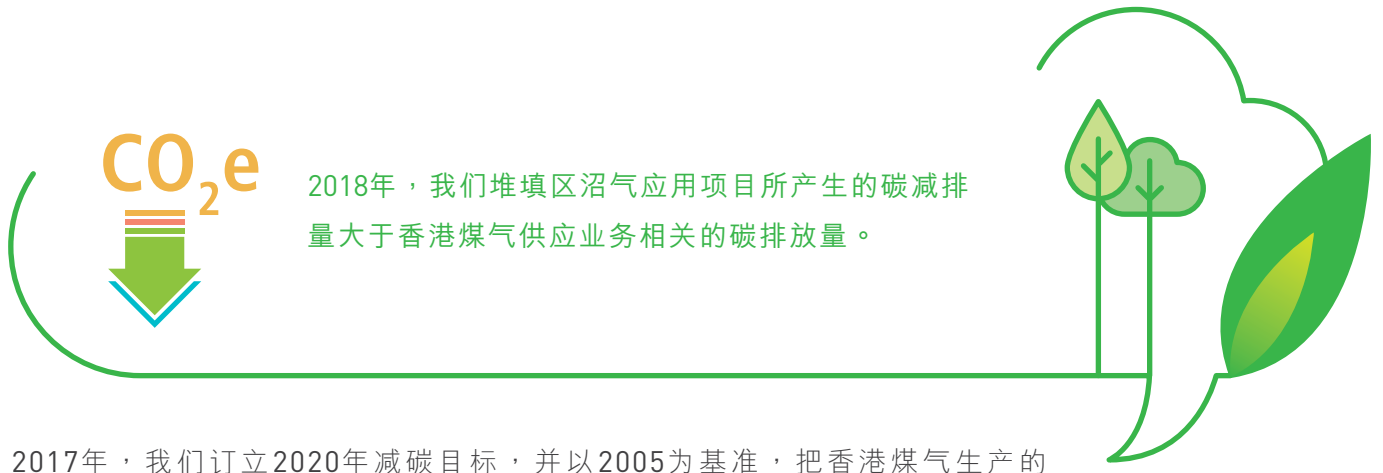 CO₂e
2018年，我们堆填区沼气应用项目所产生的碳减排
量大于香港煤气供应业务相关的碳排放量。
2017年，我们订立2020年减碳目标，并以2005为基准，把香港煤气生产的